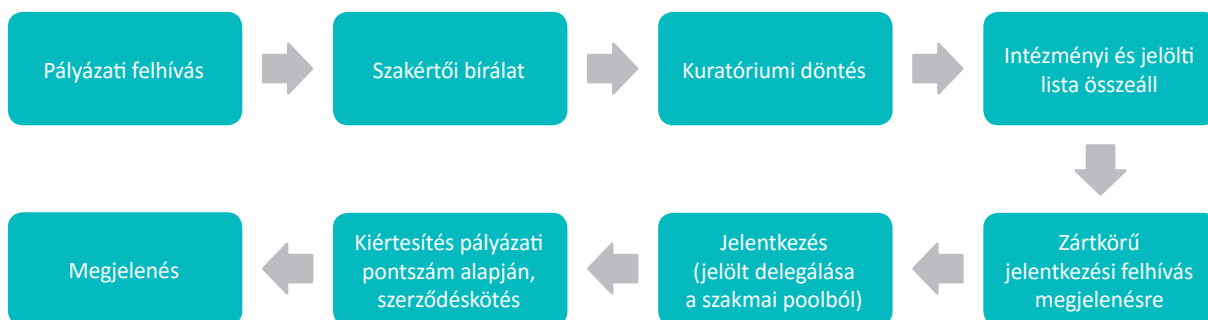 Pályázati felhívás
Szakértői bírálat
Kuratóriumi döntés
Intézményi és jelölti
lista összeáll
Zártkörű
jelentkezési felhívás
megjelenésre
Jelentkezés
(jelölt delegálása
a szakmai poolból)
Kiértesítés pályázati
pontszám alapján,
szerződéskötés
Megjelenés